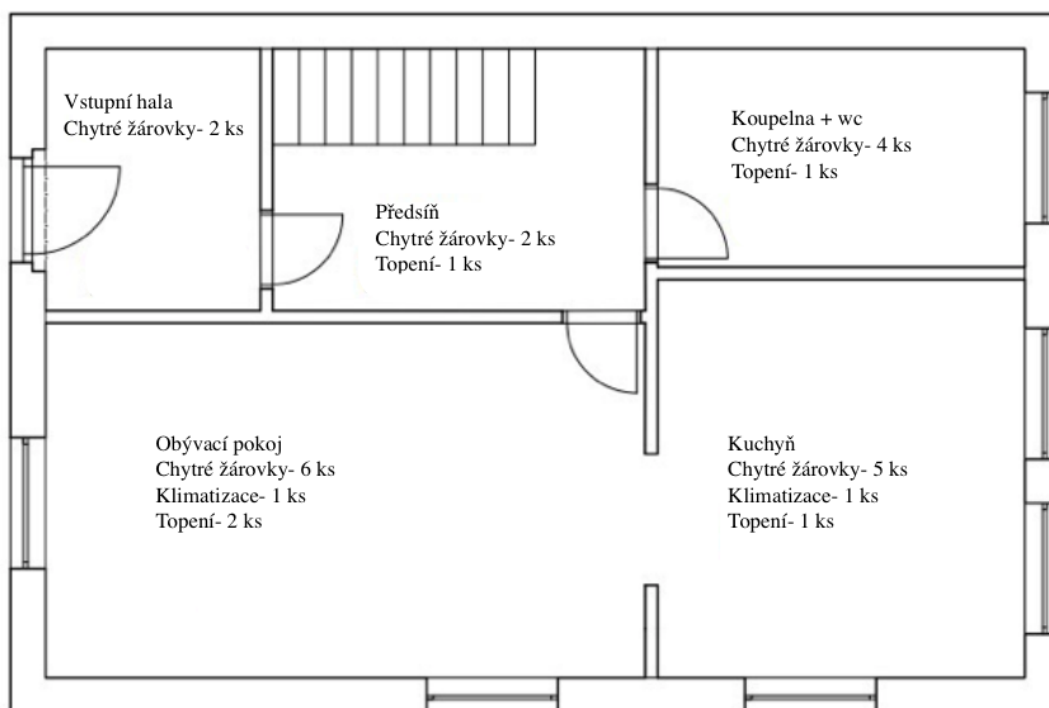 Vstupní hala
Chytré žárovky- 2 ks
Koupelna + wc
Chytré žárovky- 4 ks
Topení- 1 ks
Předsíň
Chytré žárovky- 2 ks
Topení- 1 ks
Obývací pokoj
Chytré žárovky- 6 ks
Klimatizace- 1 ks
Topení- 2 ks
Kuchyň
Chytré žárovky- 5 ks
Klimatizace- 1 ks
Topení- 1 ks